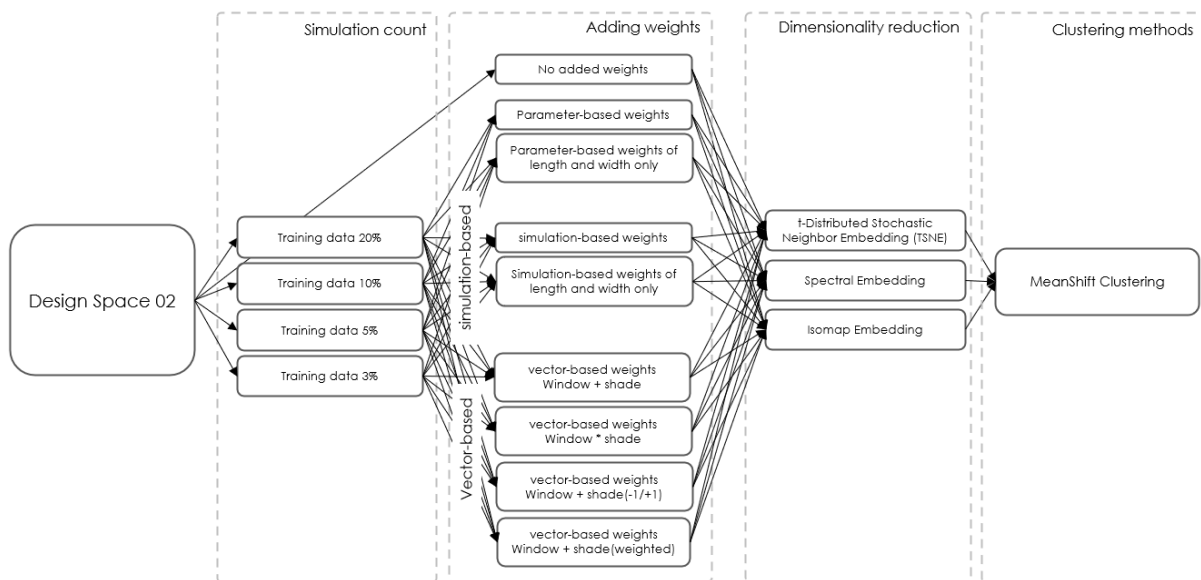 Simulation count
Adding weights
Dimensionality reduction
Clustering methods
Design Space 02
Training data 20%
Training data 10%
Training data 5%
Training data 3%
simulation-based
Vector-based
No added weights
Parameter-based weights
Parameter-based weights of
length and width only
simulation-based weights
Simulation-based weights of
length and width only
vector-based weights
Window + shade
vector-based weights
Window * shade
vector-based weights
Window + shade(-1/+1)
vector-based weights
Window + shade(weighted)
t-Distributed Stochastic
Neighbor Embedding (TSNE)
Spectral Embedding
Isomap Embedding
MeanShift Clustering